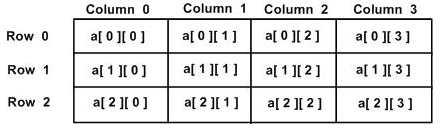 Column 0 Column 1 Column 2 Column 3
Row 0 a[ 0 ][ 0 ] a[ 0 ][ 1 ] a[ 0 ][ 2 ] a[ 0 ][ 3 ]
Row 1 a[ 1 ][ 0 ] a[ 1 ][ 1 ] a[ 1 ][ 2 ] a[ 1 ][ 3 ]
Row 2 a[ 2 ][ 0 ] a[ 2 ][ 1 ] a[ 2 ][ 2 ] a[ 2 ][ 3 ]